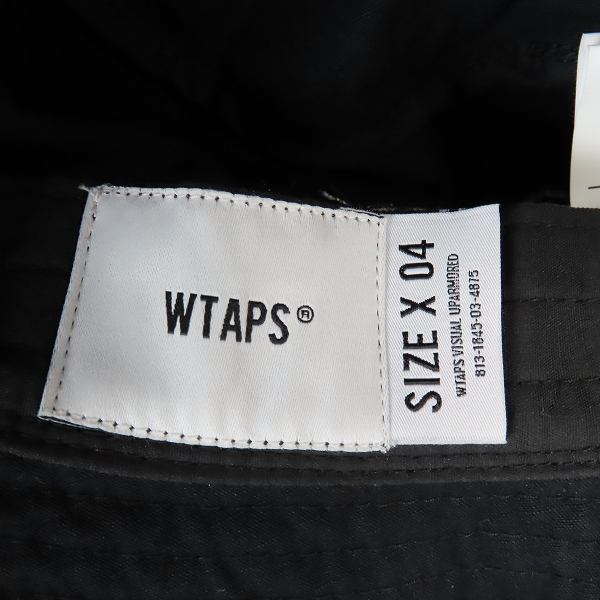 WTAPS®
SIZE X 04
WTAPS VISUAL UPARMORED
813-1845-03-4875